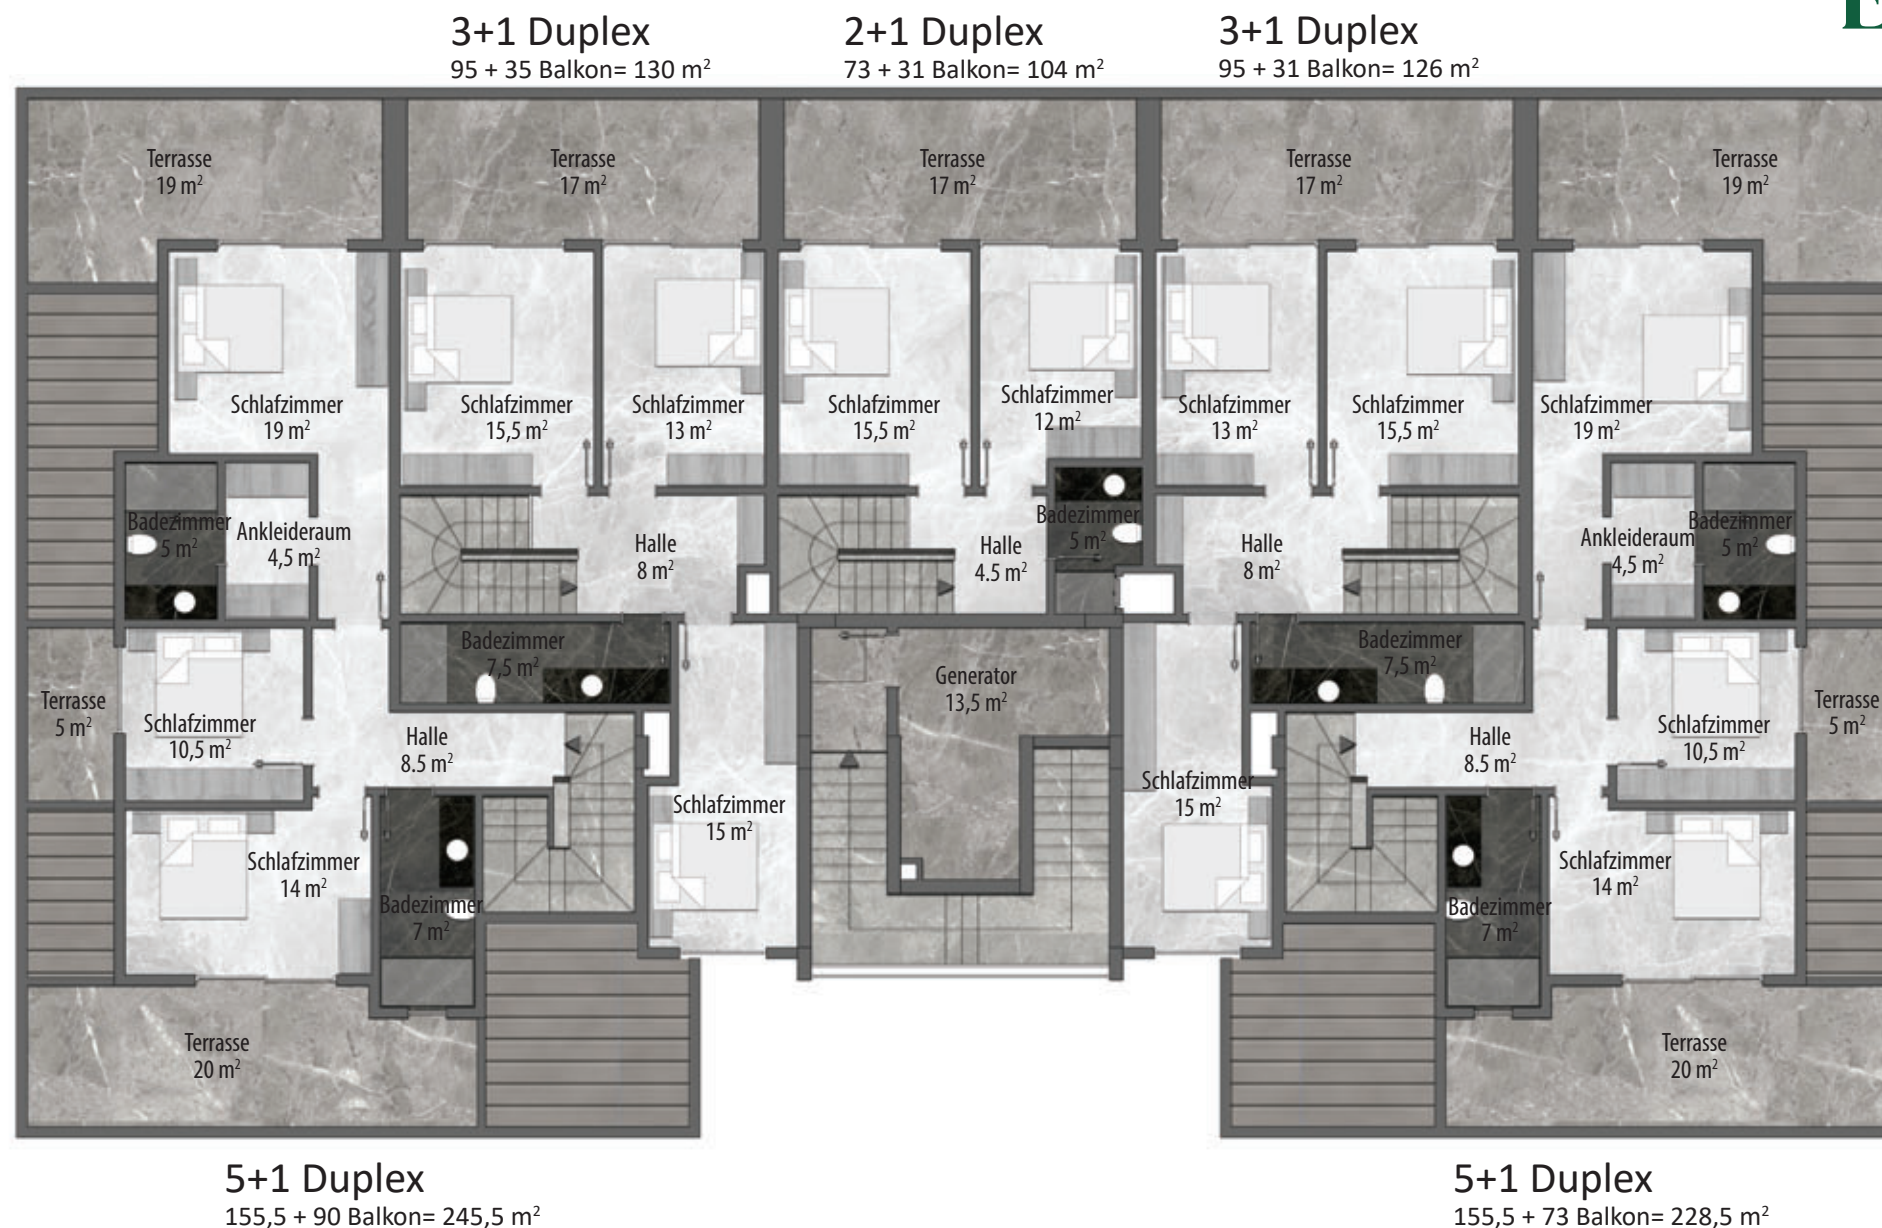 3+1 Duplex
95 + 35 Balkon= 130 m²
2+1 Duplex
73 + 31 Balkon= 104 m²
3+1 Duplex
95 + 31 Balkon= 126 m²
E
Terrasse
19 m²
Terrasse
17 m²
Terrasse
17 m²
Terrasse
17 m²
Terrasse
19 m²
Schlafzimmer
19 m²
Schlafzimmer
15,5 m²
Schlafzimmer
13 m²
Schlafzimmer
15,5 m²
Schlafzimmer
12 m²
Schlafzimmer
13 m²
Schlafzimmer
15,5 m²
Schlafzimmer
19 m²
Badezimmer
5 m²
Ankleideraum
4,5 m²
Halle
8 m²
Halle
4.5 m²
Badezimmer
5 m²
Halle
8 m²
Ankleideraum
4,5 m²
Badezimmer
5 m²
Terrasse
5 m²
Schlafzimmer
10,5 m²
Halle
8.5 m²
Badezimmer
7,5 m²
Generator
13,5 m²
Badezimmer
7,5 m²
Halle
8.5 m²
Schlafzimmer
10,5 m²
Terrasse
5 m²
Schlafzimmer
15 m²
Schlafzimmer
15 m²
Schlafzimmer
14 m²
Badezimmer
7 m²
Badezimmer
7 m²
Schlafzimmer
14 m²
Terrasse
20 m²
Terrasse
20 m²
5+1 Duplex
155,5 + 90 Balkon= 245,5 m²
5+1 Duplex
155,5 + 73 Balkon= 228,5 m²